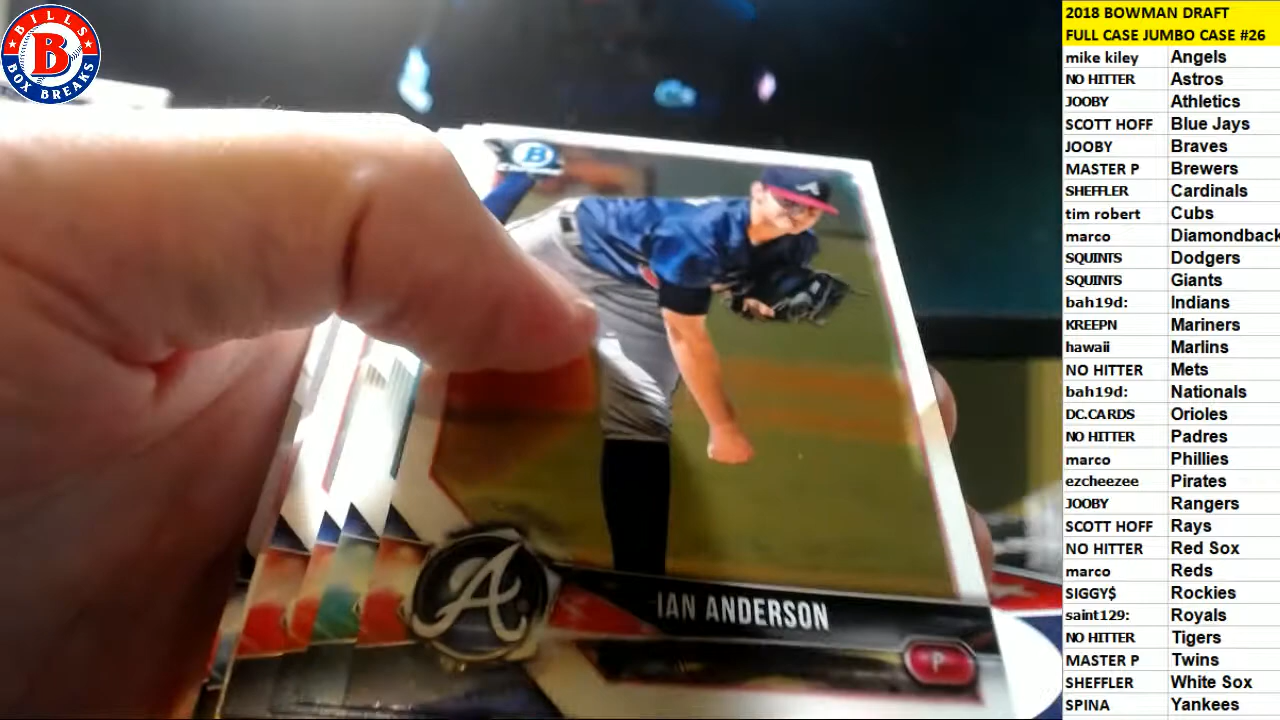 BILLS
B
BOX BREAKS
B
A
A
IAN ANDERSON
P
2018 BOWMAN DRAFT
FULL CASE JUMBO CASE #26
mike kiley Angels
NO HITTER Astros
JOOBY Athletics
SCOTT HOFF Blue Jays
JOOBY Braves
MASTER P Brewers
SHEFFLER Cardinals
tim robert Cubs
marco Diamondback
SQUINTS Dodgers
SQUINTS Giants
bah19d: Indians
KREEPN Mariners
hawaii Marlins
NO HITTER Mets
bah19d: Nationals
DC.CARDS Orioles
NO HITTER Padres
marco Phillies
ezcheezee Pirates
JOOBY Rangers
SCOTT HOFF Rays
NO HITTER Red Sox
marco Reds
SIGGY$ Rockies
saint129: Royals
NO HITTER Tigers
MASTER P Twins
SHEFFLER White Sox
SPINA Yankees